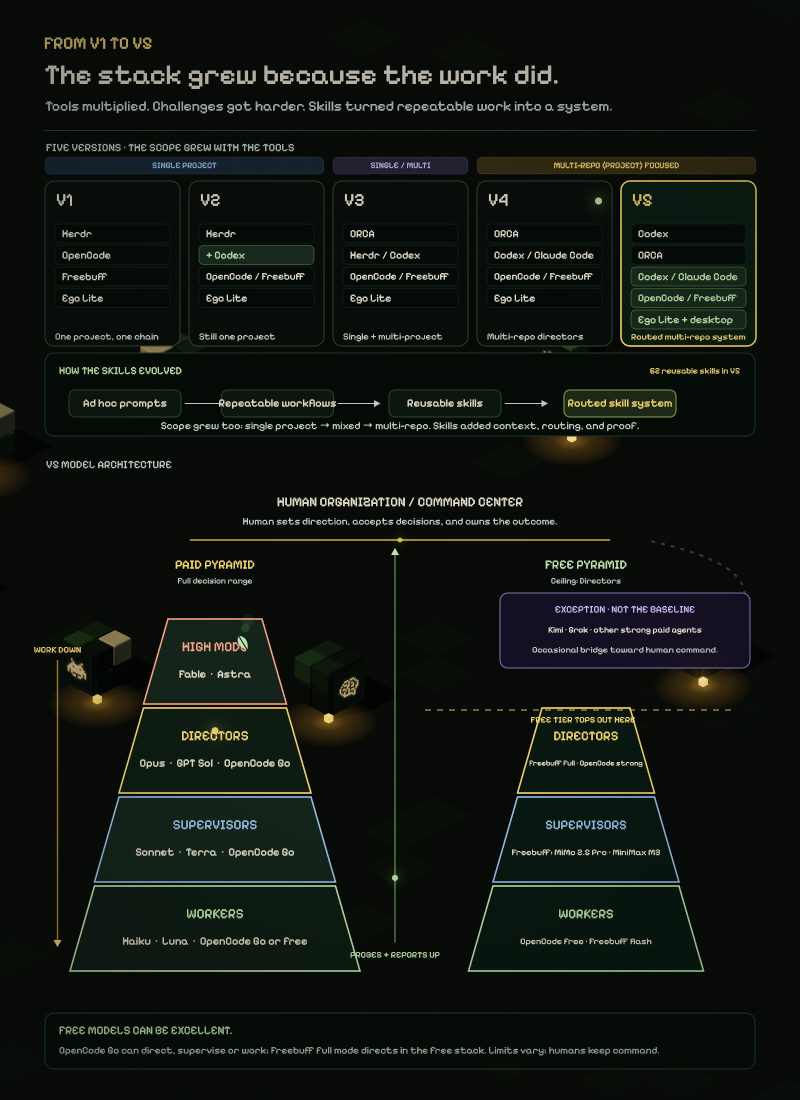 FROM V1 TO V5
The stack grew because the work did.
Tools multiplied. Challenges got harder. Skills turned repeatable work into a system.
FIVE VERSIONS · THE SCOPE GREW WITH THE TOOLS
SINGLE PROJECT
SINGLE / MULTI
MULTI-REPO (PROJECT) FOCUSED
V1
Herdr
OpenCode
Freebuff
Ego Lite
One project, one chain
V2
Herdr
+ Codex
OpenCode / Freebuff
Ego Lite
Still one project
V3
ORCA
Herdr / Codex
OpenCode / Freebuff
Ego Lite
Single + multi-project
V4
ORCA
Codex / Claude Code
OpenCode / Freebuff
Ego Lite
Multi-repo directors
V5
Codex
ORCA
Codex / Claude Code
OpenCode / Freebuff
Ego Lite + desktop
Routed multi-repo system
HOW THE SKILLS EVOLVED
68 reusable skills in V5
Ad hoc prompts
Repeatable workflows
Reusable skills
Routed skill system
Scope grew too: single project → mixed → multi-repo. Skills added context, routing, and proof.
V5 MODEL ARCHITECTURE
HUMAN ORGANIZATION / COMMAND CENTER
Human sets direction, accepts decisions, and owns the outcome.
PAID PYRAMID
Full decision range
FREE PYRAMID
Ceiling: Directors
EXCEPTION · NOT THE BASELINE
Kimi · Grok · other strong paid agents
Occasional bridge toward human command.
WORK DOWN
HIGH MODE
Fable · Astra
FREE TIER TOPS OUT HERE
DIRECTORS
Opus · GPT Sol · OpenCode Go
DIRECTORS
Freebuff Full · OpenCode strong
SUPERVISORS
Sonnet · Terra · OpenCode Go
SUPERVISORS
Freebuff: MiMo 2.5 Pro · MiniMax M3
WORKERS
Haiku · Luna · OpenCode Go or free
WORKERS
OpenCode free · Freebuff flash
PROBES + REPORTS UP
FREE MODELS CAN BE EXCELLENT.
OpenCode Go can direct, supervise or work; Freebuff Full mode directs in the free stack. Limits vary; humans keep command.